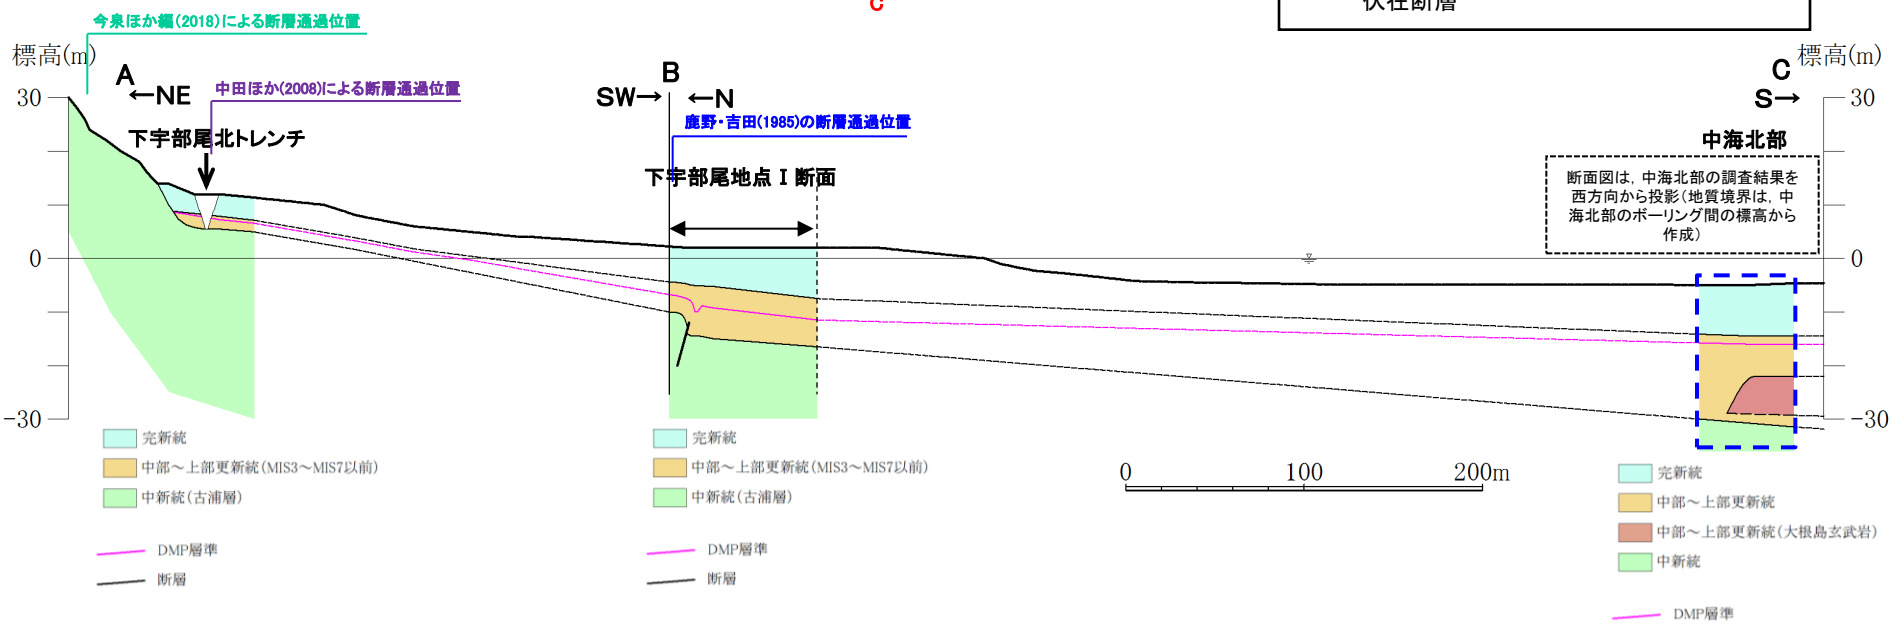 C
伏在断層
今泉ほか編(2018)による断層通過位置
標高(m)
A
←NE
中田ほか(2008)による断層通過位置
下宇部尾北トレンチ
B
SW→
←N
鹿野・吉田(1985)の断層通過位置
下宇部尾地点Ⅰ断面
標高(m)
C
S→
中海北部
断面図は，中海北部の調査結果を
西方向から投影(地質境界は，中
海北部のボーリング間の標高から
作成)
30
0
-30
30
0
-30
完新統
中部～上部更新統(MIS3～MIS7以前)
中新統(古浦層)
DMP層準
断層
完新統
中部～上部更新統(MIS3～MIS7以前)
中新統(古浦層)
DMP層準
断層
0 100 200m
完新統
中部～上部更新統
中部～上部更新統(大根島玄武岩)
中新統
DMP層準